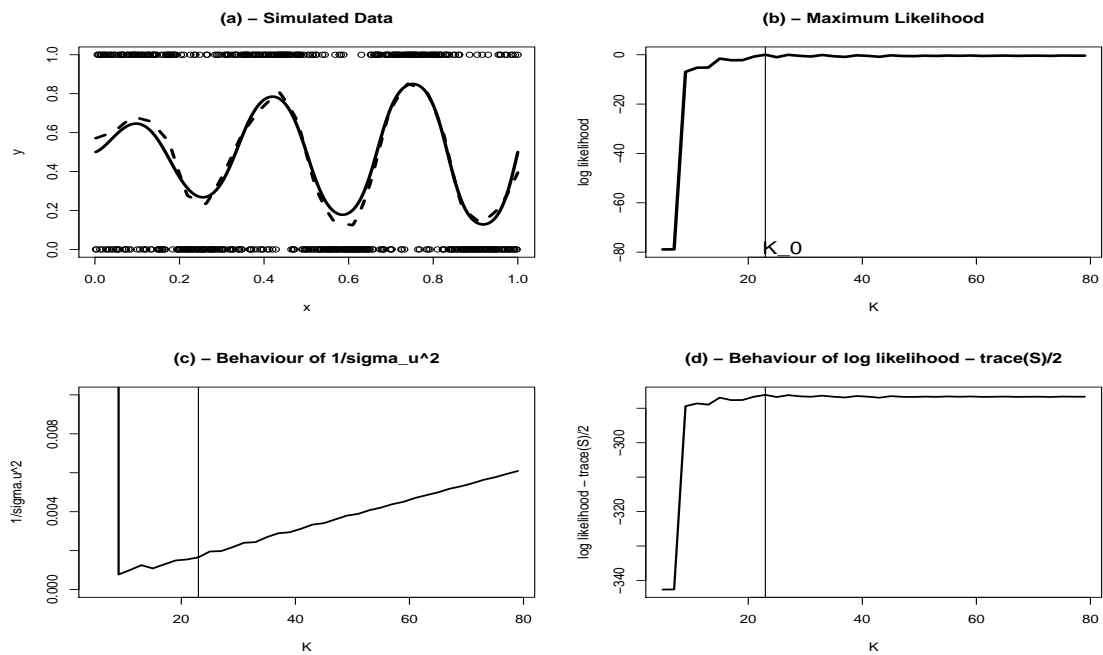 (a) − Simulated Data
y
0.0 0.2 0.4 0.6 0.8 1.0
0.0 0.2 0.4 0.6 0.8 1.0
x
(b) − Maximum Likelihood
log likelihood
−80 −60 −40 −20 0
K_0
20 40 60 80
K
(c) − Behaviour of 1/sigma_u^2
1/sigma.u^2
0.000 0.004 0.008
20 40 60 80
K
(d) − Behaviour of log likelihood − trace(S)/2
log likelihood − trace(S)/2
−340 −320 −300
20 40 60 80
K